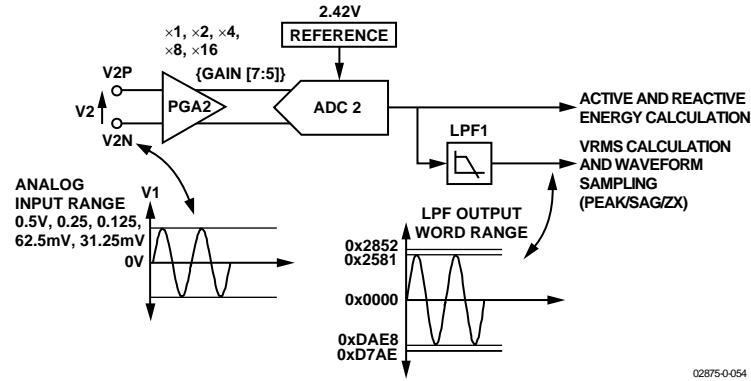 2.42V
REFERENCE
×1, ×2, ×4,
×8, ×16
{GAIN [7:5]}
V2P
V2
V2N
PGA2
ADC 2
ACTIVE AND REACTIVE
ENERGY CALCULATION
LPF1
VRMS CALCULATION
AND WAVEFORM
SAMPLING
(PEAK/SAG/ZX)
ANALOG
INPUT RANGE
0.5V, 0.25, 0.125,
62.5mV, 31.25mV
V1
0V
LPF OUTPUT
WORD RANGE
0x2852
0x2581
0x0000
0xDAE8
0xD7AE
02875-0-054